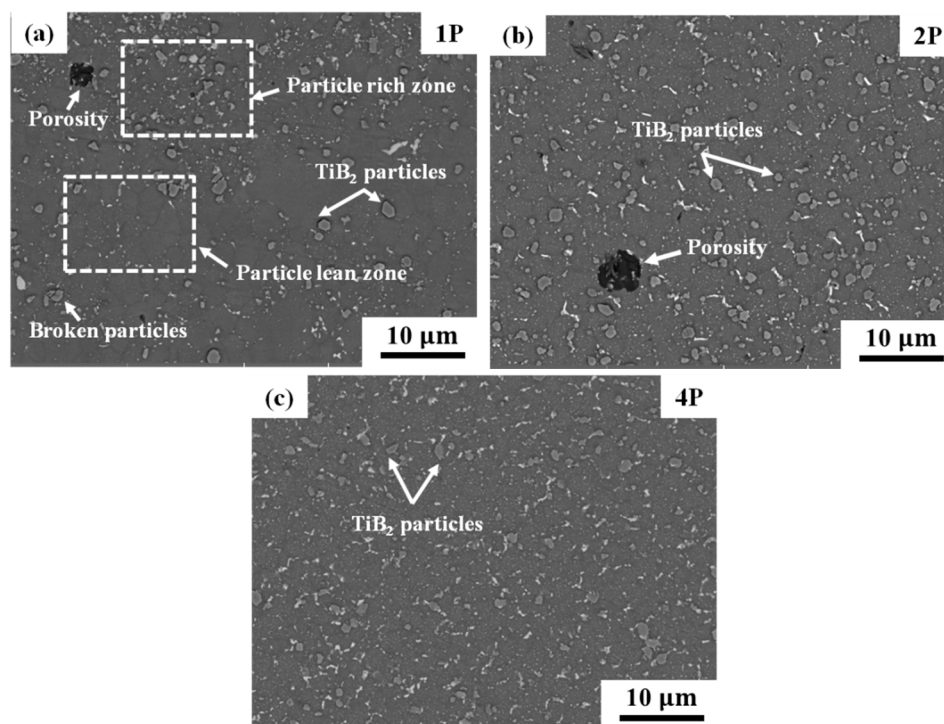 (a)
1P
Particle rich zone
Porosity
TiB₂ particles
Particle lean zone
Broken particles
10 µm
(b)
2P
TiB₂ particles
Porosity
10 µm
(c)
4P
TiB₂ particles
10 µm